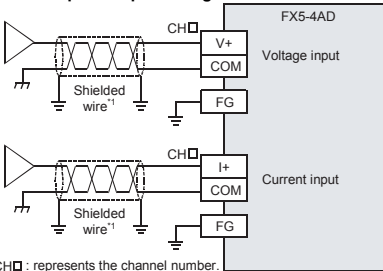 FX5-4AD
CH□
V+
Voltage input
COM
Shielded
wire*1
FG
CH□
I+
Current input
COM
Shielded
wire*1
FG
CH□ : represents the channel number.